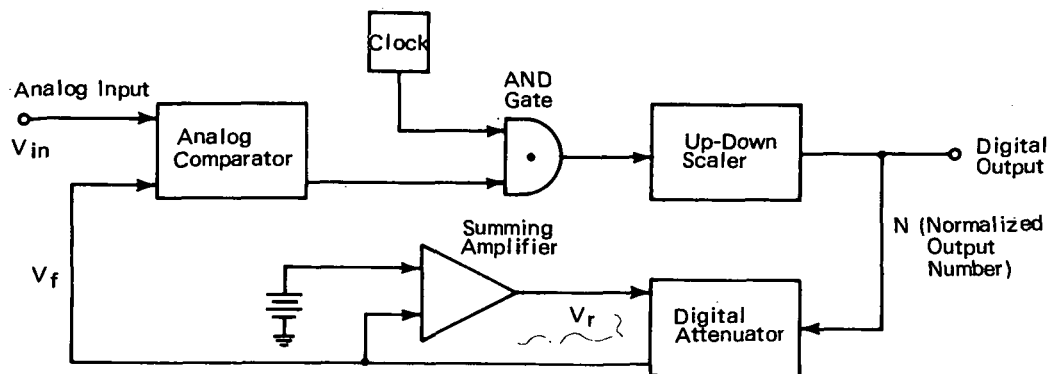 Clock
Analog Input
V in
Analog
Comparator
AND
Gate
Up-Down
Scaler
Digital
Output
N (Normalized
Output
Number)
Summing
Amplifier
V f
V r
Digital
Attenuator